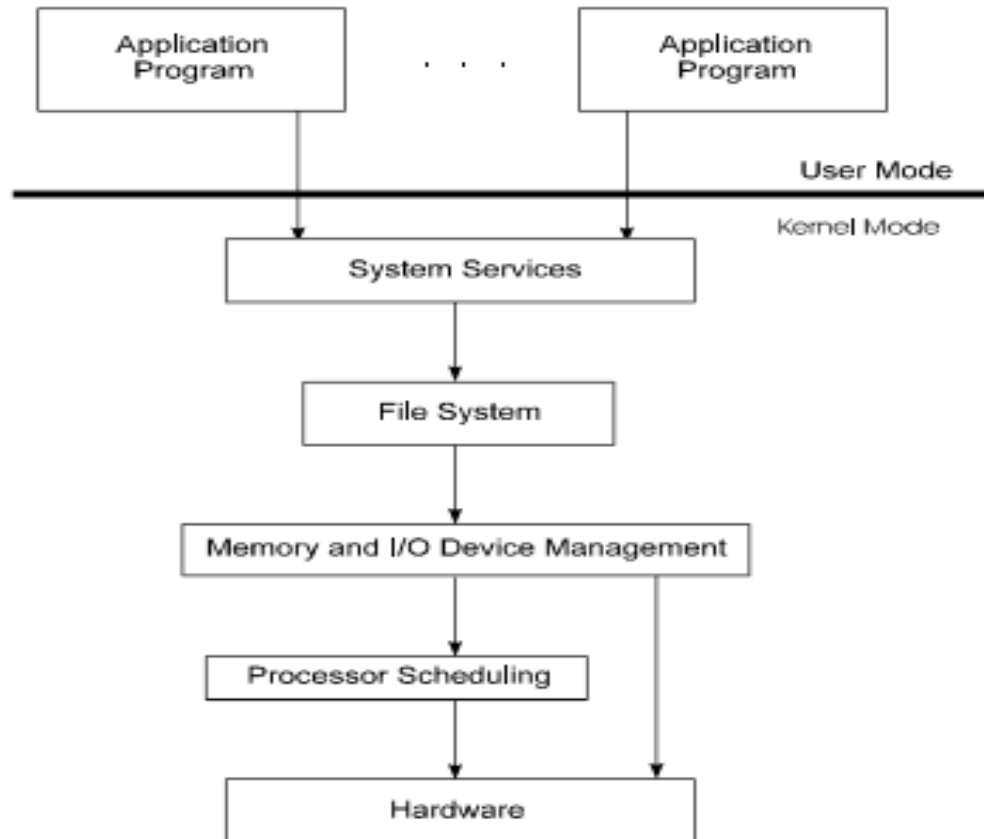 Application
Program
. . .
Application
Program
User Mode
Kernel Mode
System Services
File System
Memory and I/O Device Management
Processor Scheduling
Hardware